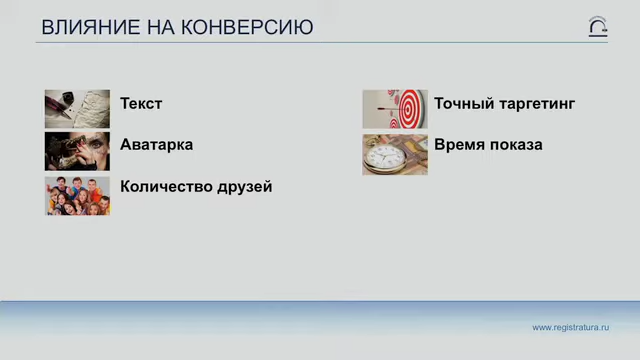 ВЛИЯНИЕ НА КОНВЕРСИЮ
Текст
Аватарка
Количество друзей
Точный таргетинг
Время показа
www.registratura.ru